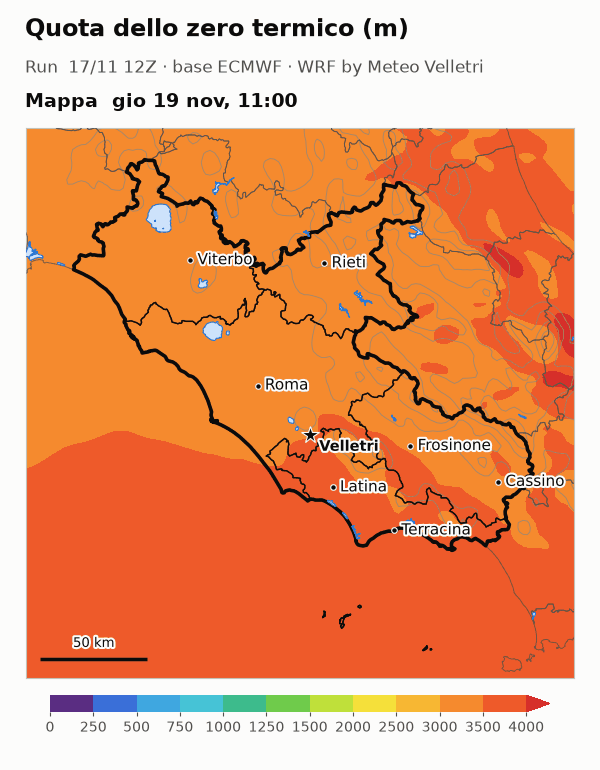 Quota dello zero termico (m)
Run  17/11 12Z · base ECMWF · WRF by Meteo Velletri
Mappa  gio 19 nov, 11:00
Viterbo
Rieti
Roma
Velletri
Frosinone
Cassino
Latina
Terracina
50 km
0 250 500 750 1000 1250 1500 2000 2500 3000 3500 4000